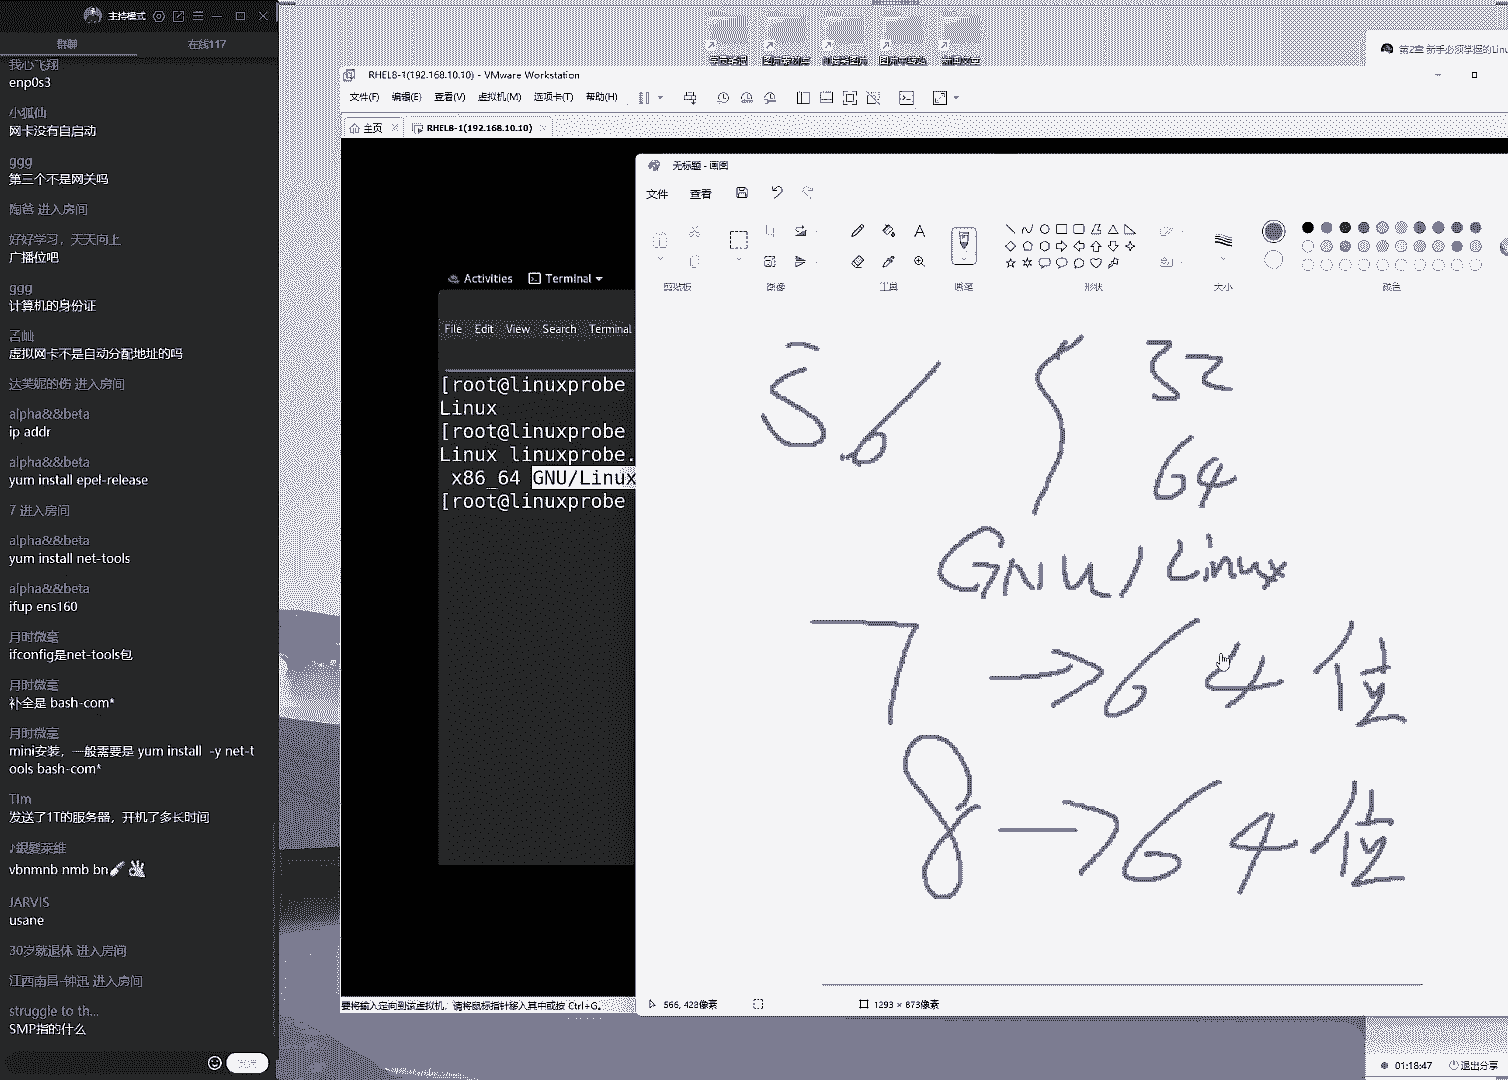 主持模式
群聊
在线117
我心飞翔
enp0s3
小狐仙
网卡没有自启动
ggg
第三个不是网关吗
陶爸 进入房间
好好学习，天天向上
广播位吧
ggg
计算机的身份证
孟灿
虚拟网卡不是自动分配地址的吗
达芙妮的伤 进入房间
alpha&&beta
ip addr
alpha&&beta
yum install epel-release
7 进入房间
alpha&&beta
yum install net-tools
alpha&&beta
ifup ens160
月时微毫
ifconfig是net-tools包
月时微毫
补全是 bash-com*
月时微毫
mini安装，一般需要是 yum install -y net-t
ools bash-com*
Tim
发送了1T的服务器，开机了多长时间
♪银髪莱维
vbnmnb nmb bn
JARVIS
usane
30岁就退休 进入房间
江西南昌-钟迅 进入房间
struggle to th...
SMP指的什么
第2章 新手必须掌握的Linu
RHEL8-1(192.168.10.10) - VMware Workstation
文件(F) 编辑(E) 查看(V) 虚拟机(M) 选项卡(T) 帮助(H)
主页 RHEL8-1(192.168.10.10)
Activities Terminal
File Edit View Search Terminal
[root@linuxprobe
Linux
[root@linuxprobe
Linux linuxprobe.
x86_64 GNU/Linux
[root@linuxprobe
要将输入定向到该虚拟机，请将鼠标指针移入其中或按 Ctrl+G。
无标题 - 画图
文件 查看
剪贴板 图像 工具 画笔 形状 大小 颜色
5.6 { 32
64
GNU/Linux
7 → 64位
8 → 64位
566, 428像素 1293 × 873像素
01:18:47 退出分享